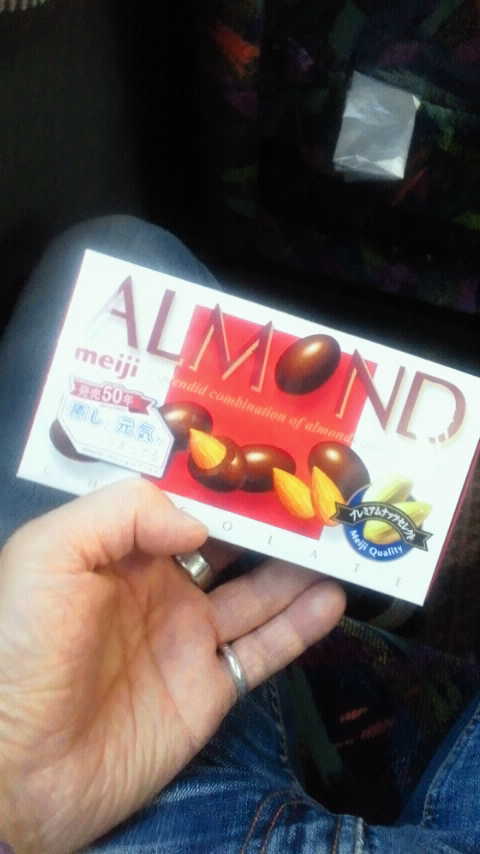 ALMOND
meiji
splendid combination of almond
発売50年
癒し、元気。
プレミアムナッツセレクト
Meiji Quality
CHOCOLATE